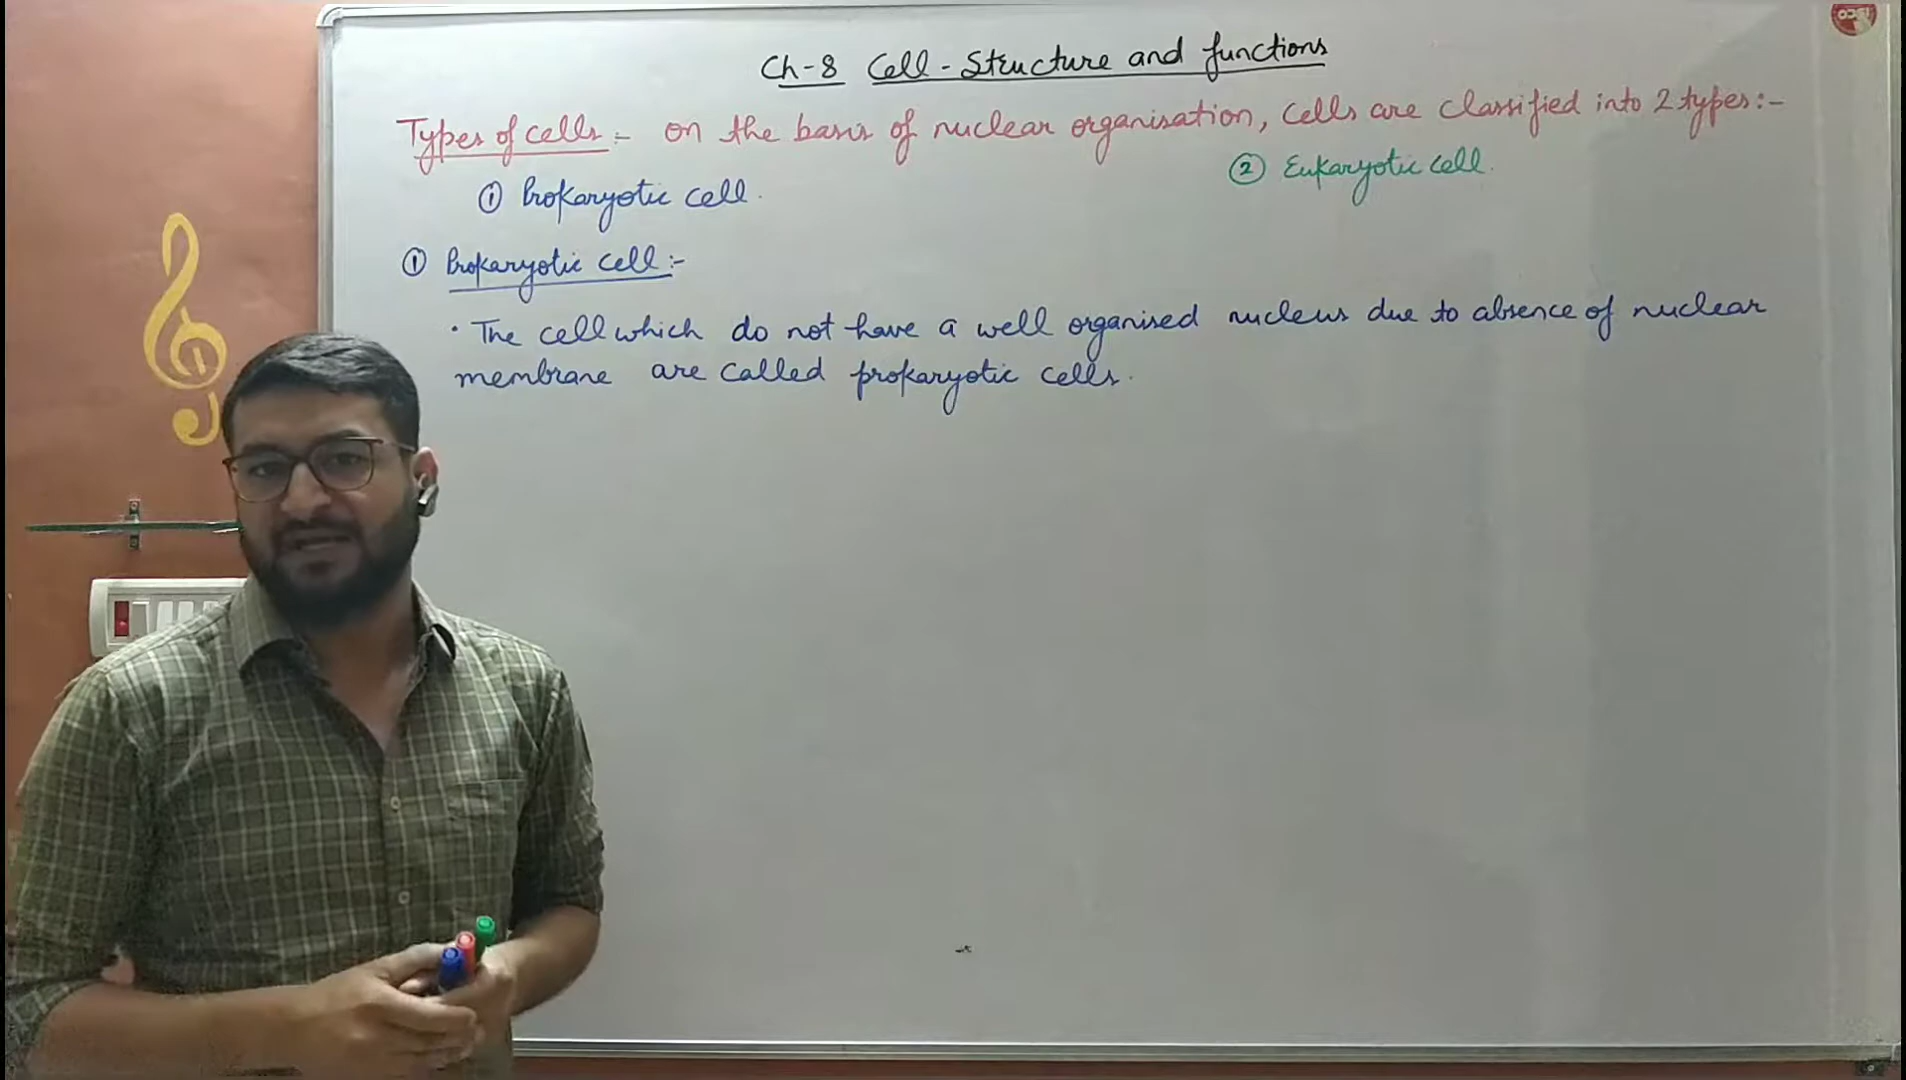 Ch-8 Cell - Structure and functions
Types of cells :- on the basis of nuclear organisation, cells are classified into 2 types :-
① Prokaryotic cell.
② Eukaryotic cell.
① Prokaryotic cell :-
· The cell which do not have a well organised nucleus due to absence of nuclear
membrane are called prokaryotic cells.